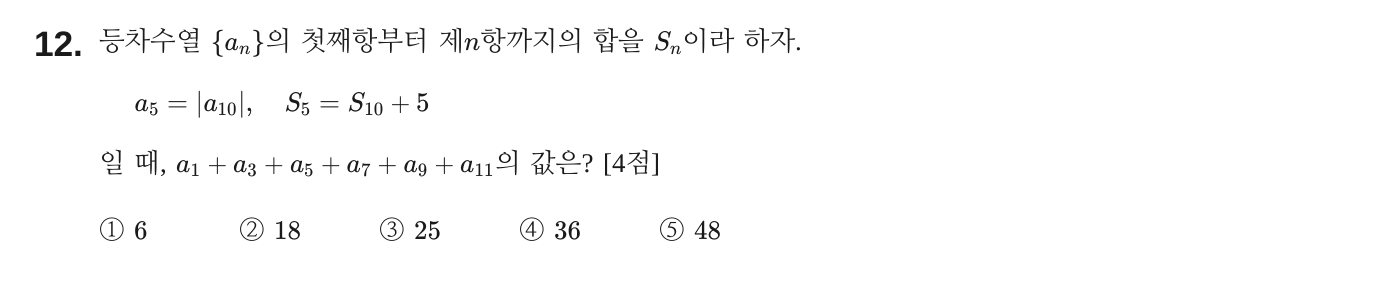 12. 등차수열 {aₙ}의 첫째항부터 제n항까지의 합을 Sₙ이라 하자.
a₅ = |a₁₀|, S₅ = S₁₀ + 5
일 때, a₁ + a₃ + a₅ + a₇ + a₉ + a₁₁의 값은? [4점]
① 6 ② 18 ③ 25 ④ 36 ⑤ 48